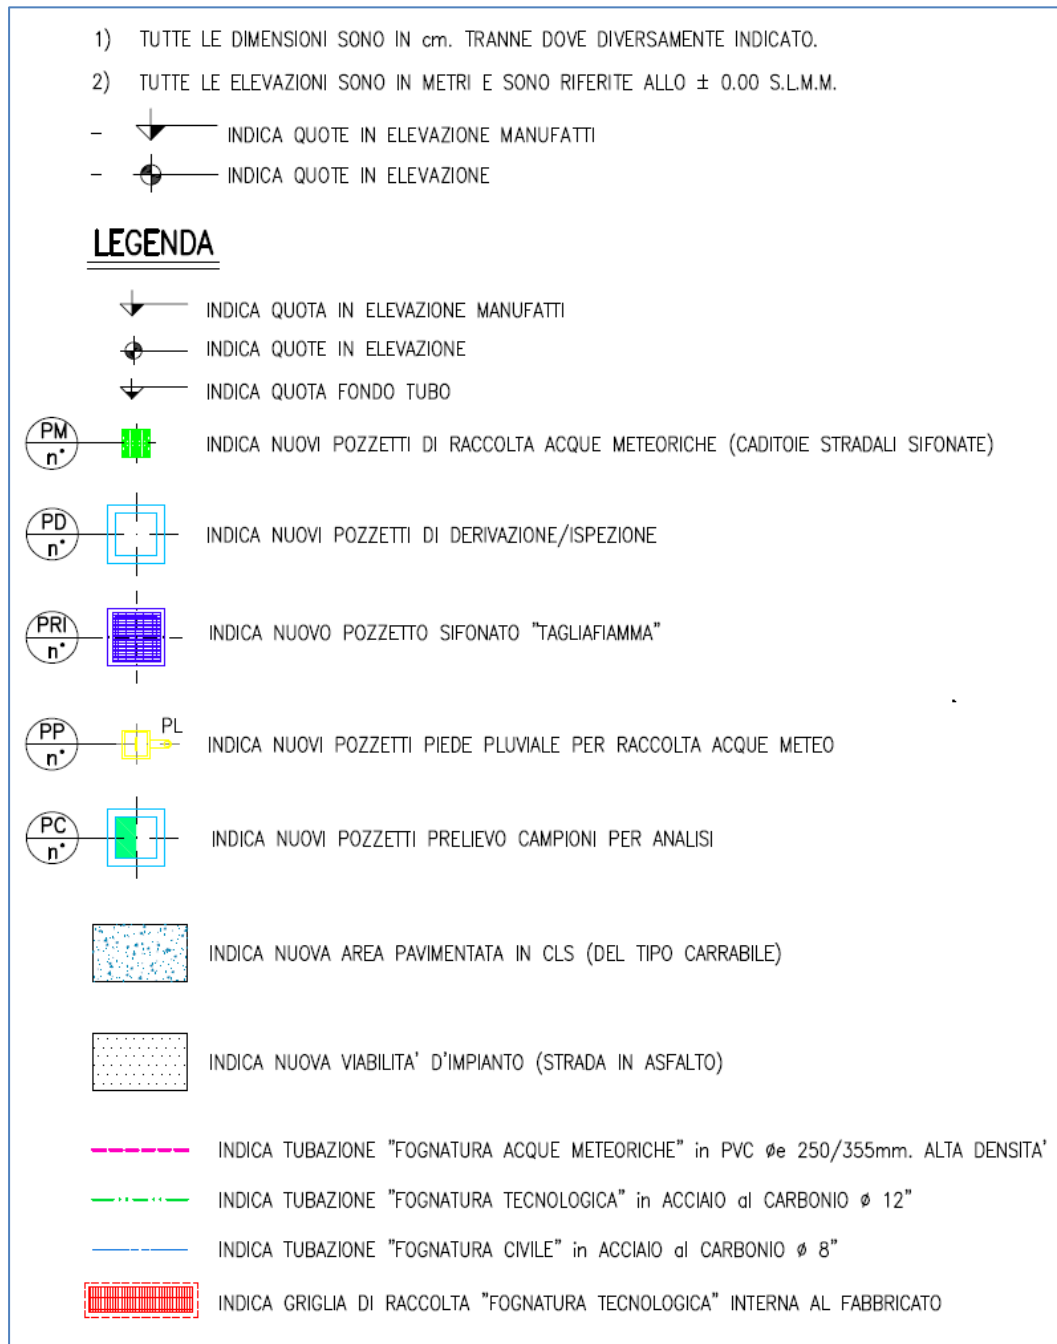 1) TUTTE LE DIMENSIONI SONO IN cm. TRANNE DOVE DIVERSAMENTE INDICATO.
2) TUTTE LE ELEVAZIONI SONO IN METRI E SONO RIFERITE ALLO ± 0.00 S.L.M.M.
– INDICA QUOTE IN ELEVAZIONE MANUFATTI
– INDICA QUOTE IN ELEVAZIONE
LEGENDA
INDICA QUOTA IN ELEVAZIONE MANUFATTI
INDICA QUOTE IN ELEVAZIONE
INDICA QUOTA FONDO TUBO
PM
n° INDICA NUOVI POZZETTI DI RACCOLTA ACQUE METEORICHE (CADITOIE STRADALI SIFONATE)
PD
n° INDICA NUOVI POZZETTI DI DERIVAZIONE/ISPEZIONE
PRI
n° INDICA NUOVO POZZETTO SIFONATO "TAGLIAFIAMMA"
PP PL
n° INDICA NUOVI POZZETTI PIEDE PLUVIALE PER RACCOLTA ACQUE METEO
PC
n° INDICA NUOVI POZZETTI PRELIEVO CAMPIONI PER ANALISI
INDICA NUOVA AREA PAVIMENTATA IN CLS (DEL TIPO CARRABILE)
INDICA NUOVA VIABILITA' D'IMPIANTO (STRADA IN ASFALTO)
INDICA TUBAZIONE "FOGNATURA ACQUE METEORICHE" in PVC øe 250/355mm. ALTA DENSITA'
INDICA TUBAZIONE "FOGNATURA TECNOLOGICA" in ACCIAIO al CARBONIO ø 12"
INDICA TUBAZIONE "FOGNATURA CIVILE" in ACCIAIO al CARBONIO ø 8"
INDICA GRIGLIA DI RACCOLTA "FOGNATURA TECNOLOGICA" INTERNA AL FABBRICATO